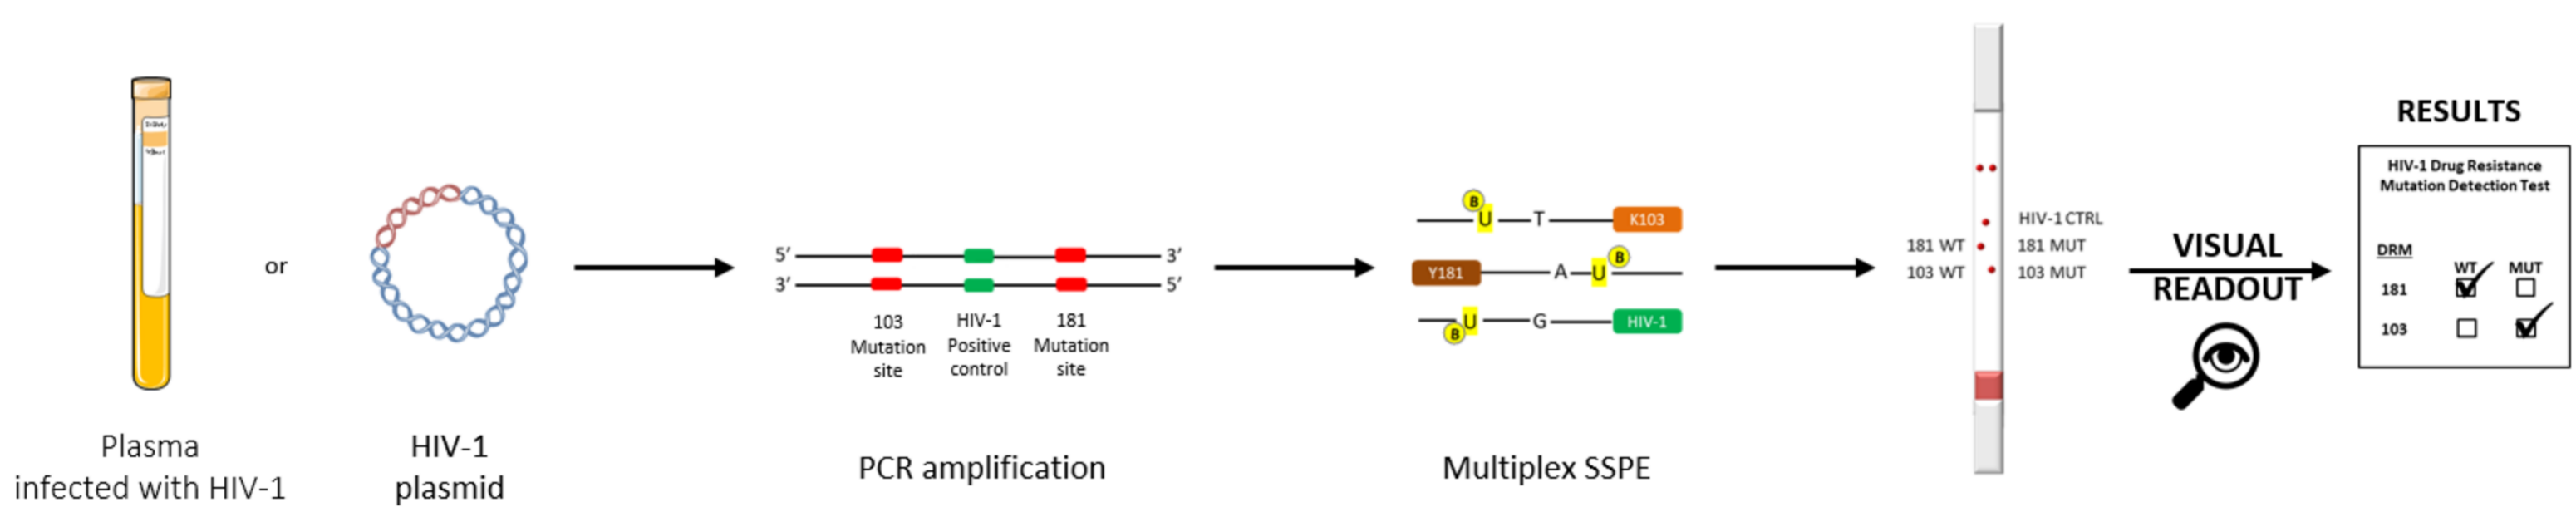 Plasma
infected with HIV-1
or
HIV-1
plasmid
5’ 3’
3’ 5’
103
Mutation
site
HIV-1
Positive
control
181
Mutation
site
PCR amplification
B
U T K103
Y181 A U B
B U G HIV-1
Multiplex SSPE
HIV-1 CTRL
181 WT 181 MUT
103 WT 103 MUT
VISUAL
READOUT
RESULTS
HIV-1 Drug Resistance
Mutation Detection Test
DRM WT MUT
181
103